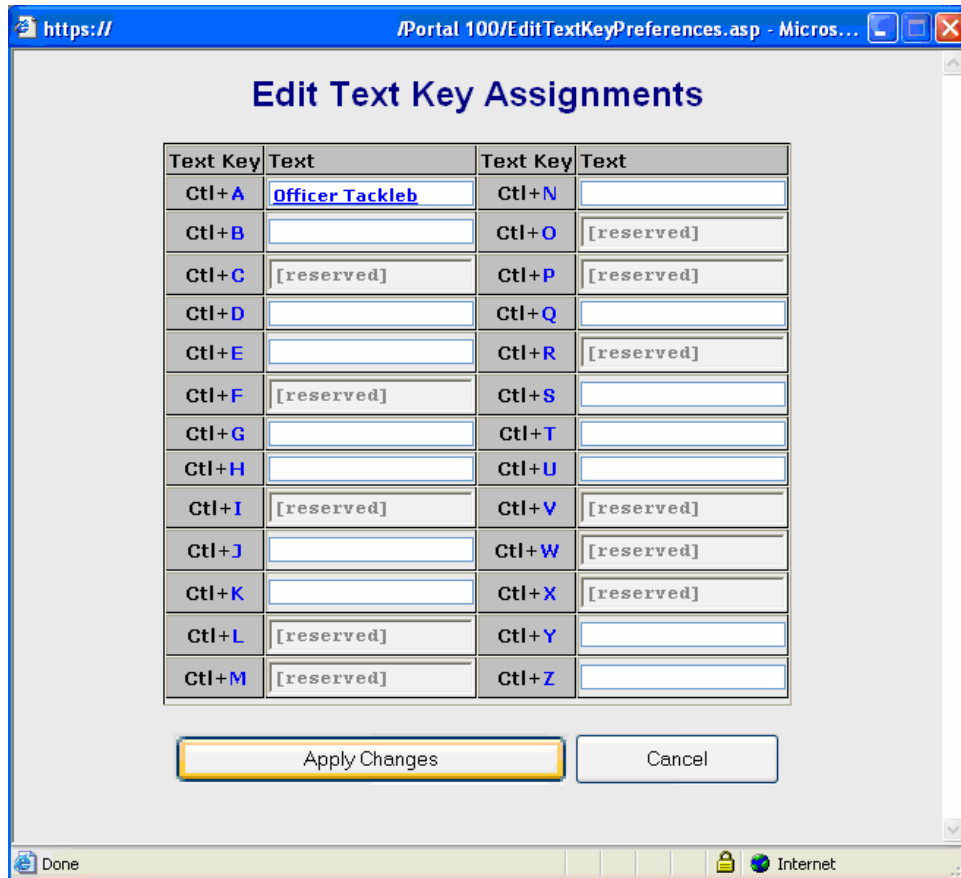 https:// /Portal 100/EditTextKeyPreferences.asp - Micros...
Edit Text Key Assignments
Text Key Text Text Key Text
Ctl+A Officer Tackleb Ctl+N
Ctl+B Ctl+O [reserved]
Ctl+C [reserved] Ctl+P [reserved]
Ctl+D Ctl+Q
Ctl+E Ctl+R [reserved]
Ctl+F [reserved] Ctl+S
Ctl+G Ctl+T
Ctl+H Ctl+U
Ctl+I [reserved] Ctl+V [reserved]
Ctl+J Ctl+W [reserved]
Ctl+K Ctl+X [reserved]
Ctl+L [reserved] Ctl+Y
Ctl+M [reserved] Ctl+Z
Apply Changes Cancel
Done Internet